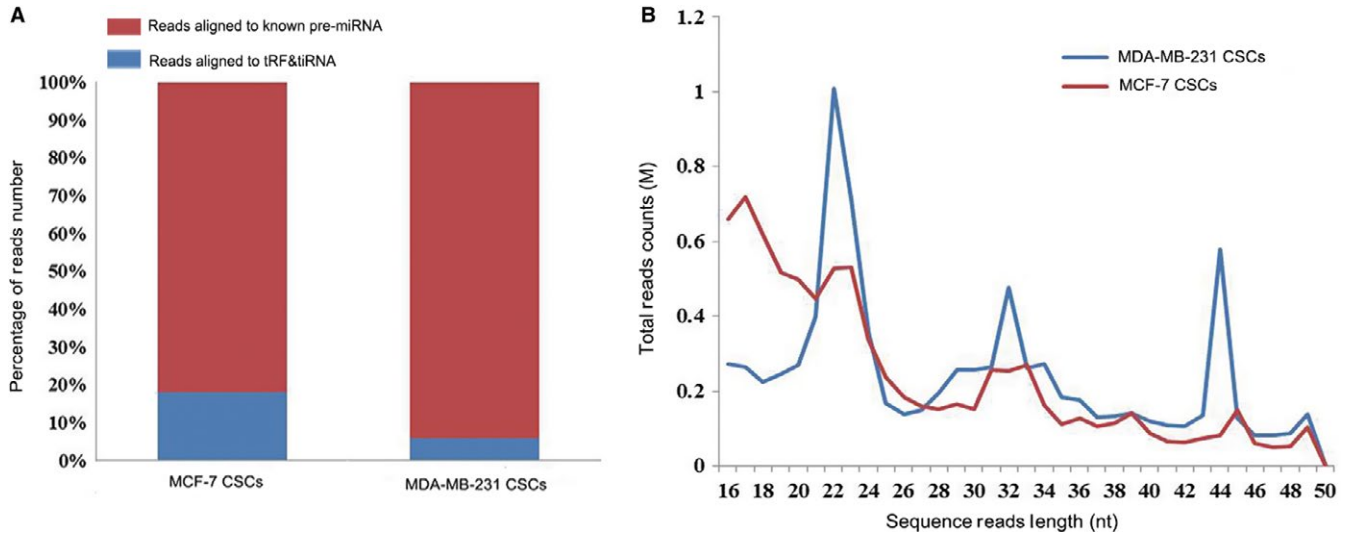 A
Reads aligned to known pre-miRNA
Reads aligned to tRF&tiRNA
Percentage of reads number
100%
90%
80%
70%
60%
50%
40%
30%
20%
10%
0%
MCF-7 CSCs
MDA-MB-231 CSCs
B
MDA-MB-231 CSCs
MCF-7 CSCs
Total reads counts (M)
1.2
1
0.8
0.6
0.4
0.2
0
16 18 20 22 24 26 28 30 32 34 36 38 40 42 44 46 48 50
Sequence reads length (nt)